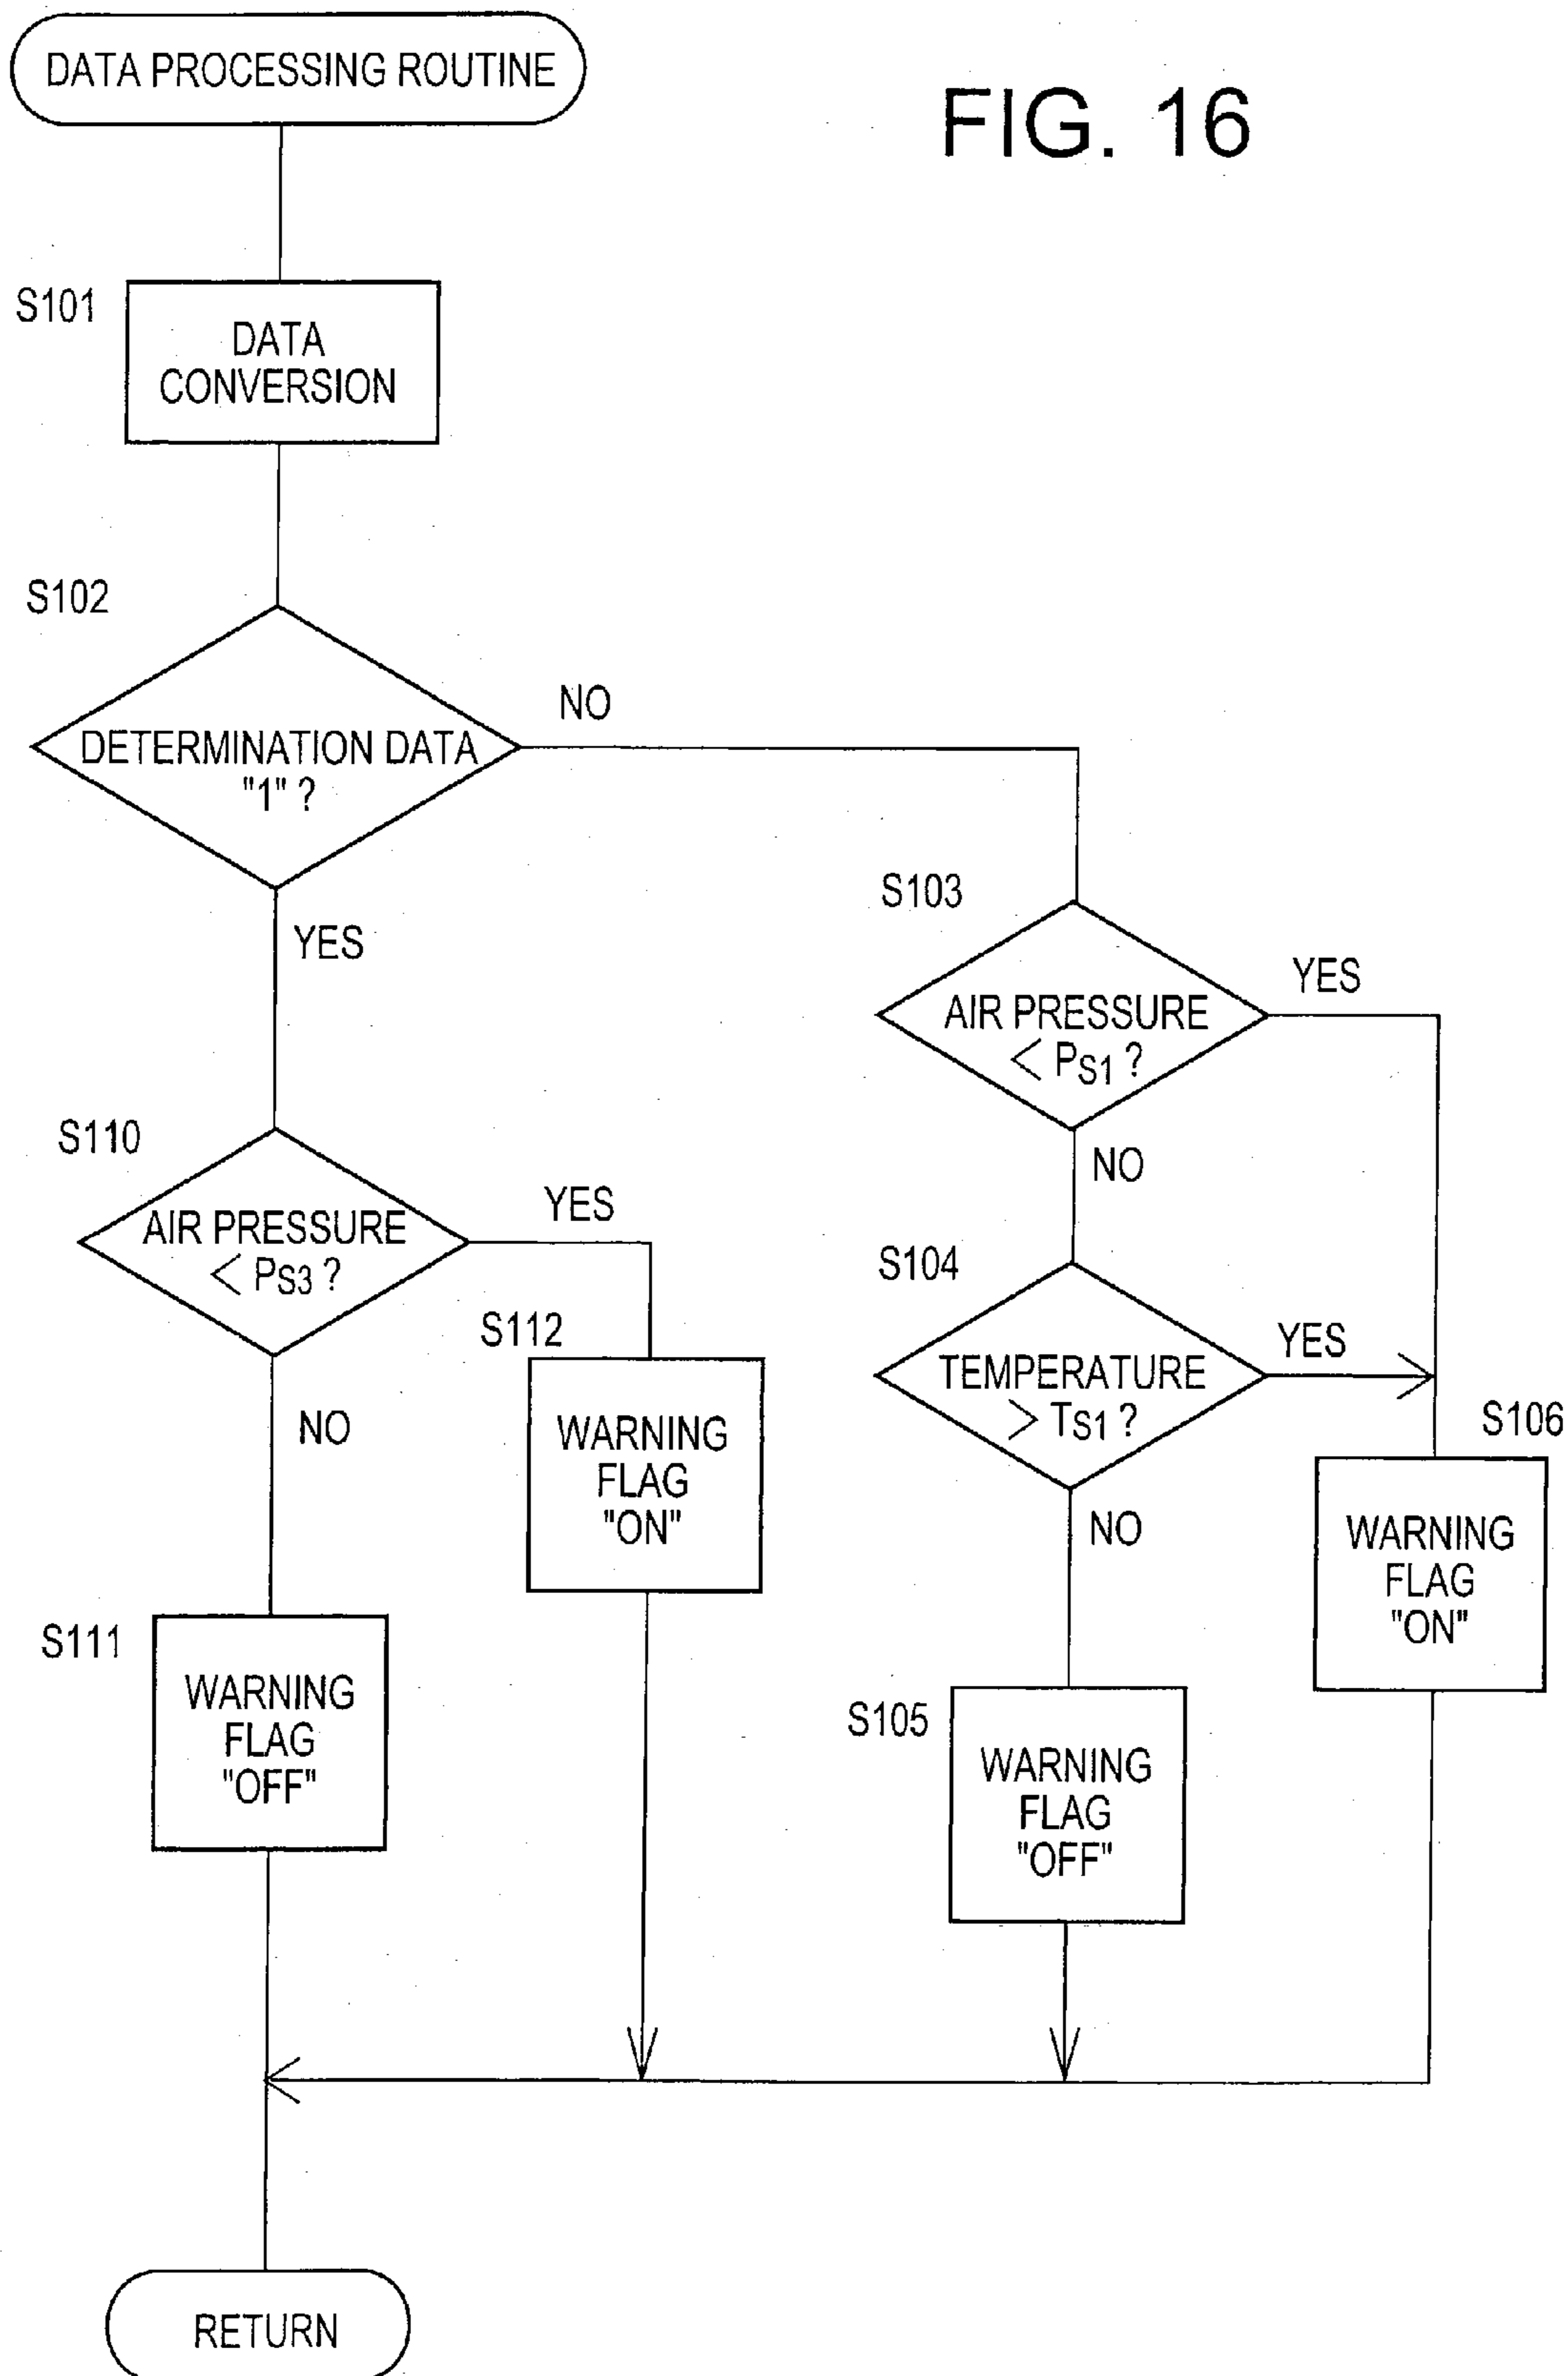 DATA PROCESSING ROUTINE
FIG. 16
S101
DATA
CONVERSION
S102
DETERMINATION DATA
"1" ?
NO
YES
S103
AIR PRESSURE
< PS1 ?
YES
NO
S110
AIR PRESSURE
< PS3 ?
YES
NO
S104
TEMPERATURE
> TS1 ?
YES
NO
S112
WARNING
FLAG
"ON"
S106
WARNING
FLAG
"ON"
S111
WARNING
FLAG
"OFF"
S105
WARNING
FLAG
"OFF"
RETURN